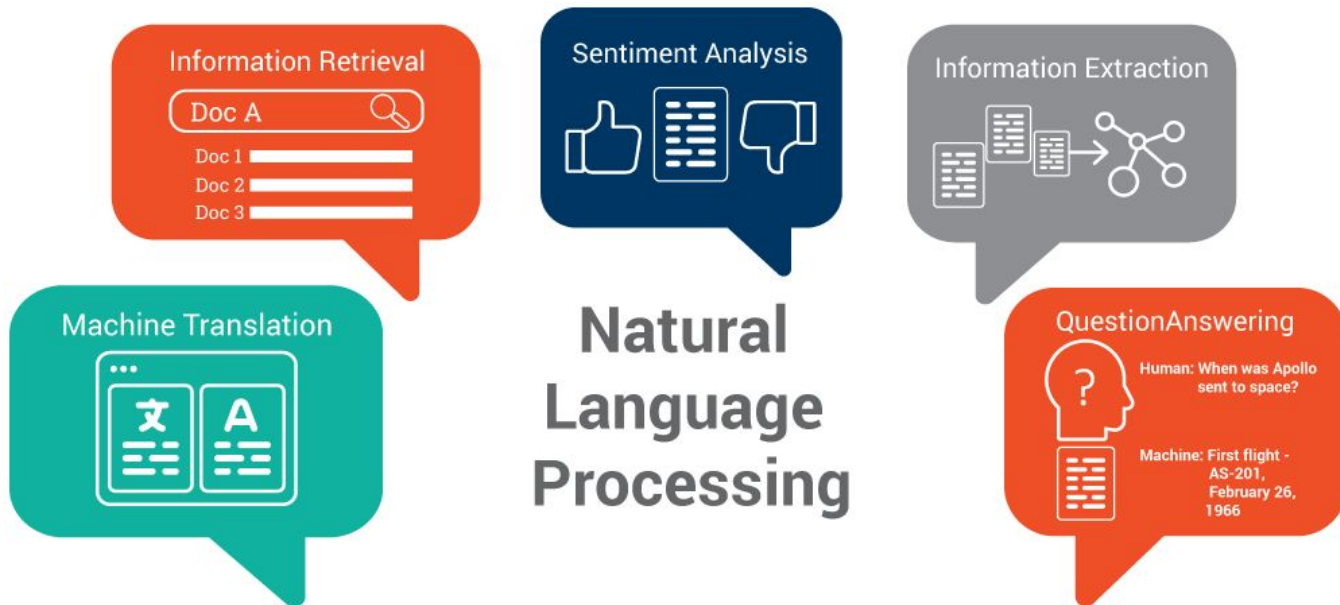 Information Retrieval
Doc A
Doc 1
Doc 2
Doc 3
Sentiment Analysis
Information Extraction
Machine Translation
文 A
Natural
Language
Processing
QuestionAnswering
?
Human: When was Apollo
sent to space?
Machine: First flight -
AS-201,
February 26,
1966